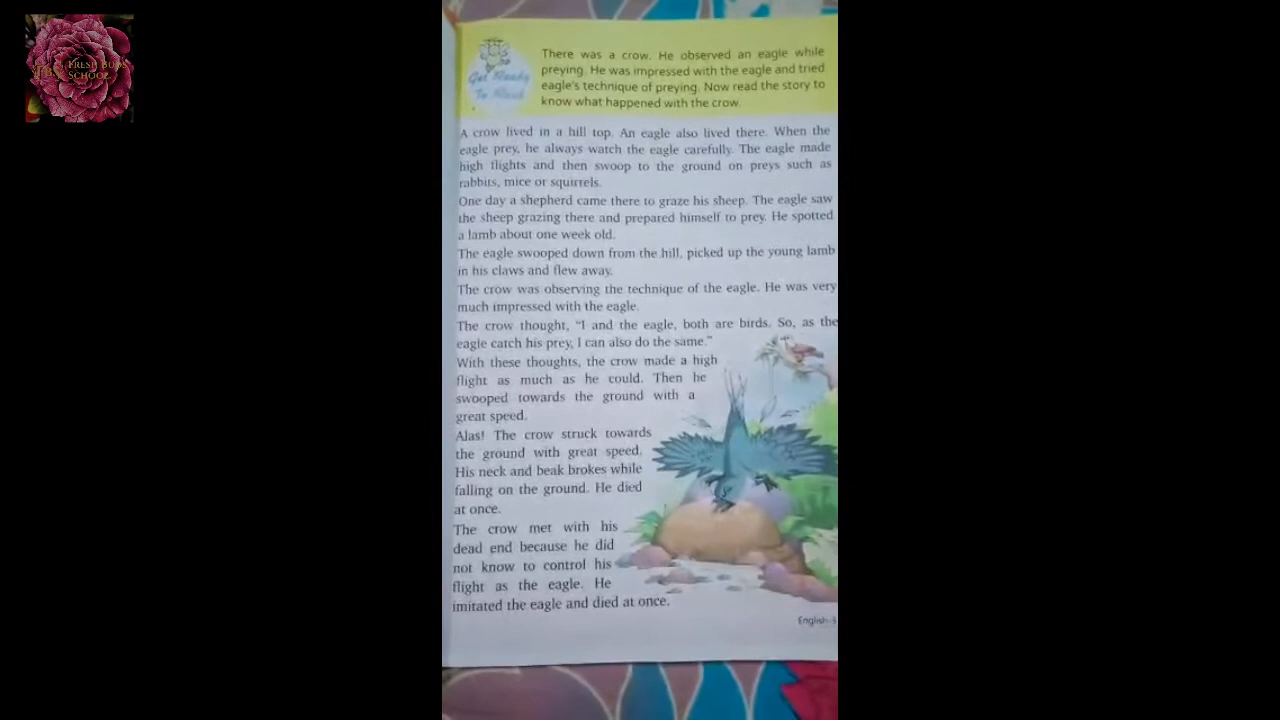 FRESH BUDS
SCHOOL
Get Ready
To Read
There was a crow. He observed an eagle while
preying. He was impressed with the eagle and tried
eagle's technique of preying. Now read the story to
know what happened with the crow.
A crow lived in a hill top. An eagle also lived there. When the
eagle prey, he always watch the eagle carefully. The eagle made
high flights and then swoop to the ground on preys such as
rabbits, mice or squirrels.
One day a shepherd came there to graze his sheep. The eagle saw
the sheep grazing there and prepared himself to prey. He spotted
a lamb about one week old.
The eagle swooped down from the hill, picked up the young lamb
in his claws and flew away.
The crow was observing the technique of the eagle. He was very
much impressed with the eagle.
The crow thought, "I and the eagle, both are birds. So, as the
eagle catch his prey, I can also do the same."
With these thoughts, the crow made a high
flight as much as he could. Then he
swooped towards the ground with a
great speed.
Alas! The crow struck towards
the ground with great speed.
His neck and beak brokes while
falling on the ground. He died
at once.
The crow met with his
dead end because he did
not know to control his
flight as the eagle. He
imitated the eagle and died at once.
English-